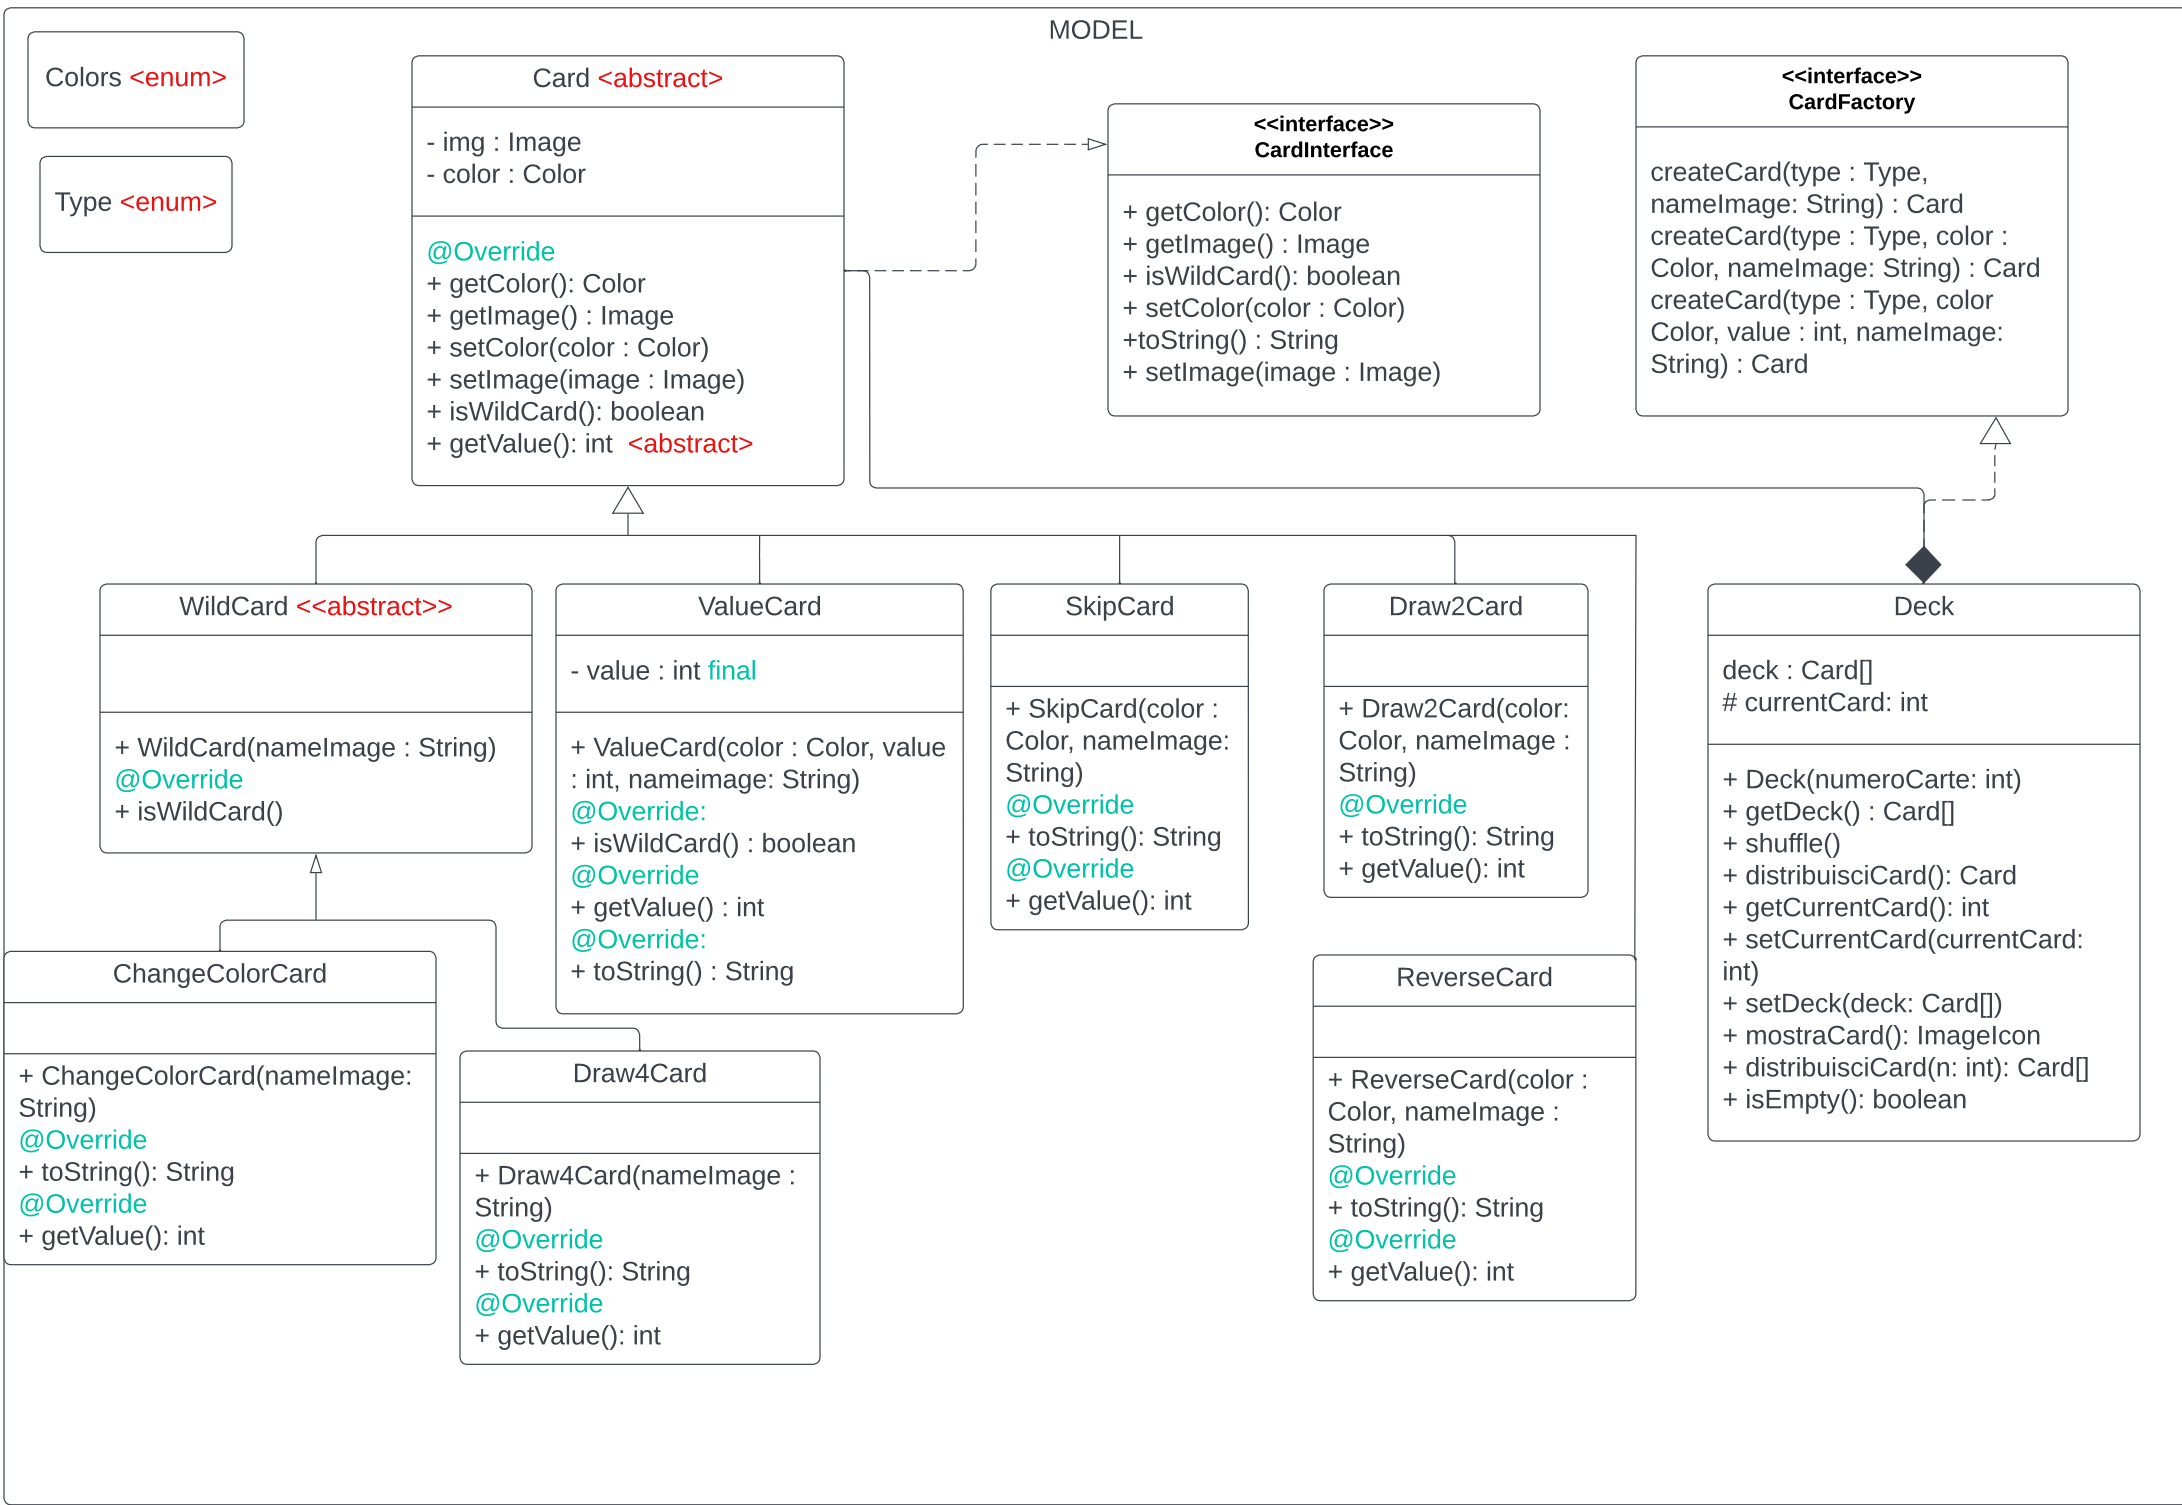 MODEL
Colors <enum>
Type <enum>
Card <abstract>
- img : Image
- color : Color
@Override
+ getColor(): Color
+ getImage() : Image
+ setColor(color : Color)
+ setImage(image : Image)
+ isWildCard(): boolean
+ getValue(): int  <abstract>
<<interface>>
CardInterface
+ getColor(): Color
+ getImage() : Image
+ isWildCard(): boolean
+ setColor(color : Color)
+toString() : String
+ setImage(image : Image)
<<interface>>
CardFactory
createCard(type : Type,
nameImage: String) : Card
createCard(type : Type, color :
Color, nameImage: String) : Card
createCard(type : Type, color
Color, value : int, nameImage:
String) : Card
WildCard <<abstract>>
+ WildCard(nameImage : String)
@Override
+ isWildCard()
ValueCard
- value : int final
+ ValueCard(color : Color, value
: int, nameimage: String)
@Override:
+ isWildCard() : boolean
@Override
+ getValue() : int
@Override:
+ toString() : String
SkipCard
+ SkipCard(color :
Color, nameImage:
String)
@Override
+ toString(): String
@Override
+ getValue(): int
Draw2Card
+ Draw2Card(color:
Color, nameImage :
String)
@Override
+ toString(): String
+ getValue(): int
Deck
deck : Card[]
# currentCard: int
+ Deck(numeroCarte: int)
+ getDeck() : Card[]
+ shuffle()
+ distribuisciCard(): Card
+ getCurrentCard(): int
+ setCurrentCard(currentCard:
int)
+ setDeck(deck: Card[])
+ mostraCard(): ImageIcon
+ distribuisciCard(n: int): Card[]
+ isEmpty(): boolean
ChangeColorCard
+ ChangeColorCard(nameImage:
String)
@Override
+ toString(): String
@Override
+ getValue(): int
Draw4Card
+ Draw4Card(nameImage :
String)
@Override
+ toString(): String
@Override
+ getValue(): int
ReverseCard
+ ReverseCard(color :
Color, nameImage :
String)
@Override
+ toString(): String
@Override
+ getValue(): int